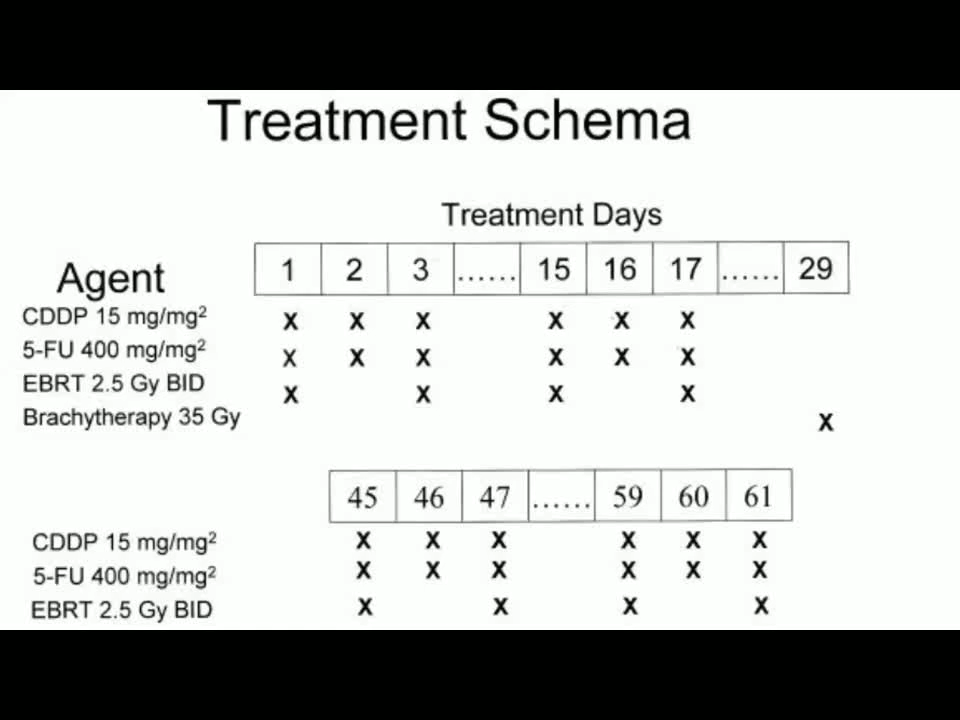 Treatment Schema
Treatment Days
Agent 1 2 3 ...... 15 16 17 ...... 29
CDDP 15 mg/mg² x x x x x x
5-FU 400 mg/mg² x x x x x x
EBRT 2.5 Gy BID x x x x
Brachytherapy 35 Gy x
45 46 47 ...... 59 60 61
CDDP 15 mg/mg² x x x x x x
5-FU 400 mg/mg² x x x x x x
EBRT 2.5 Gy BID x x x x